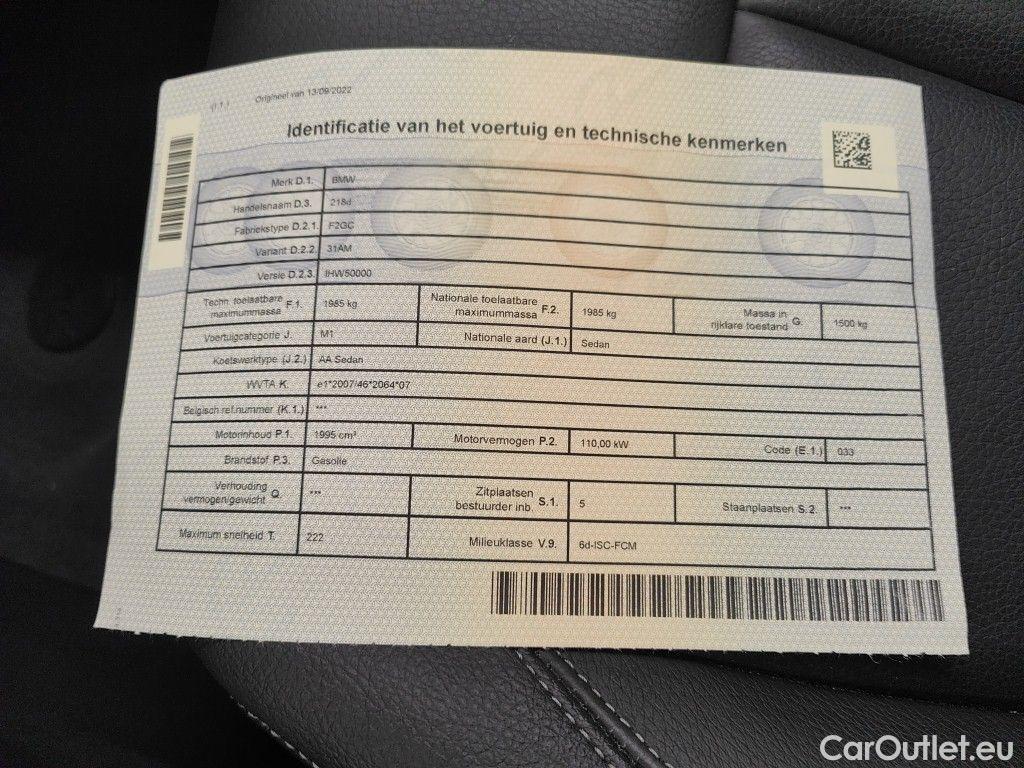 (I.1.) Origineel van 13/09/2022
Identificatie van het voertuig en technische kenmerken
Merk D.1. BMW
Handelsnaam D.3. 218d
Fabriekstype D.2.1. F2GC
Variant D.2.2. 31AM
Versie D.2.3. IHW50000
Techn. toelaatbare maximummassa F.1. 1985 kg Nationale toelaatbare maximummassa F.2. 1985 kg Massa in rijklare toestand G. 1500 kg
Voertuigcategorie J. M1 Nationale aard (J.1.) Sedan
Koetswerktype (J.2.) AA Sedan
WVTA K. e1*2007/46*2064*07
Belgisch ref.nummer (K.1.) ***
Motorinhoud P.1. 1995 cm³ Motorvermogen P.2. 110,00 kW Code (E.1.) 033
Brandstof P.3. Gasolie
Verhouding vermogen/gewicht Q. *** Zitplaatsen bestuurder inb. S.1. 5 Staanplaatsen S.2. ***
Maximum snelheid T. 222 Milieuklasse V.9. 6d-ISC-FCM
CarOutlet.eu